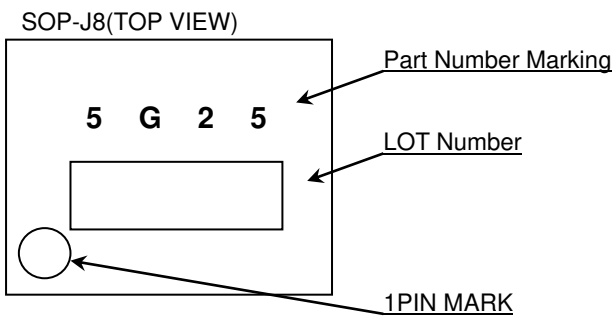 SOP-J8(TOP VIEW)
Part Number Marking
5 G 2 5
LOT Number
1PIN MARK